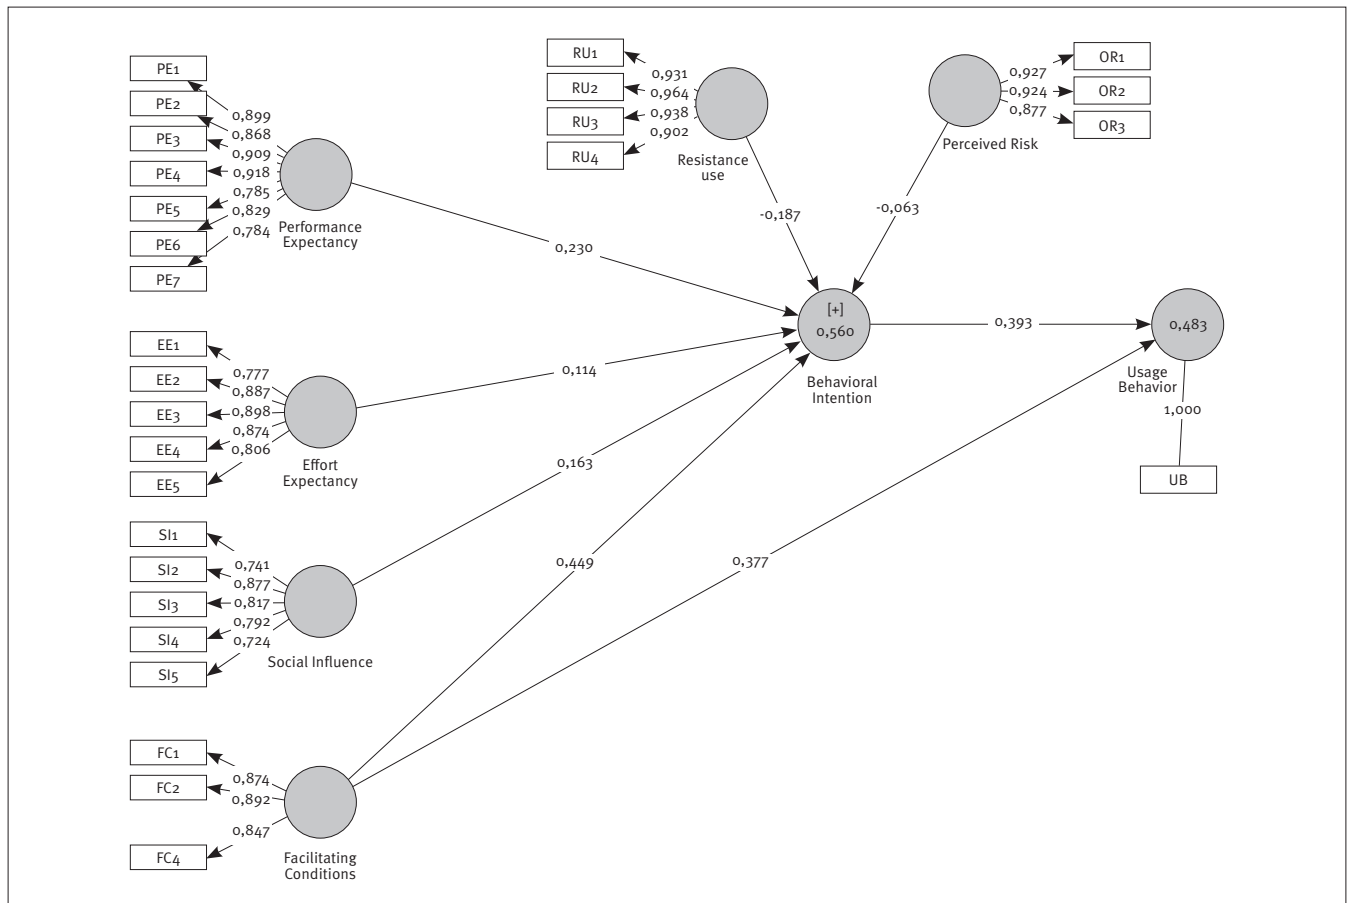 PE1
PE2
PE3
PE4
PE5
PE6
PE7
0,899
0,868
0,909
0,918
0,785
0,829
0,784
Performance
Expectancy
RU1
RU2
RU3
RU4
0,931
0,964
0,938
0,902
Resistance
use
OR1
OR2
OR3
0,927
0,924
0,877
Perceived Risk
-0,187
-0,063
0,230
[+]
0,560
Behavioral
Intention
0,393
0,483
Usage
Behavior
1,000
UB
EE1
EE2
EE3
EE4
EE5
0,777
0,887
0,898
0,874
0,806
Effort
Expectancy
0,114
SI1
SI2
SI3
SI4
SI5
0,741
0,877
0,817
0,792
0,724
Social Influence
0,163
0,449
0,377
FC1
FC2
FC4
0,874
0,892
0,847
Facilitating
Conditions